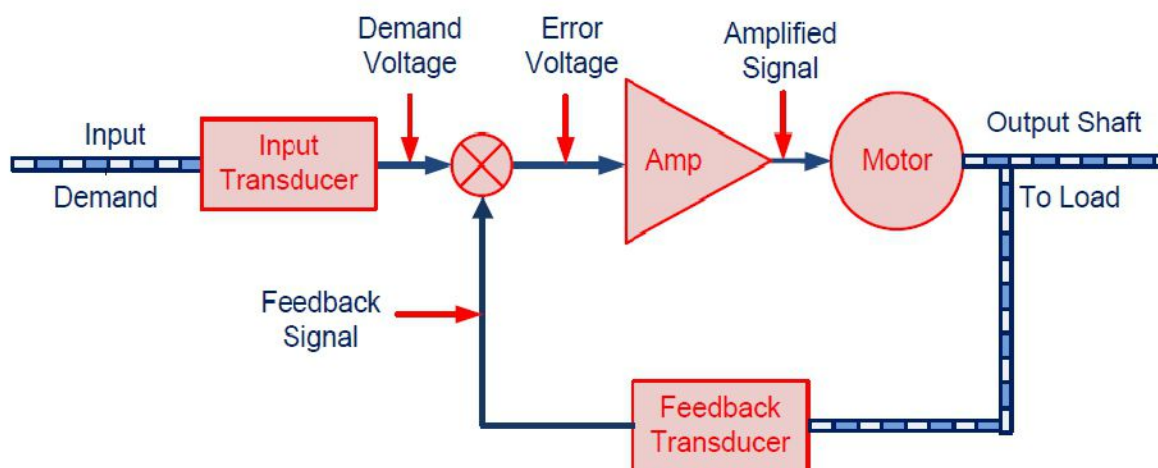 Demand
Voltage
Error
Voltage
Amplified
Signal
Input
Demand
Input
Transducer
Amp
Motor
Output Shaft
To Load
Feedback
Signal
Feedback
Transducer